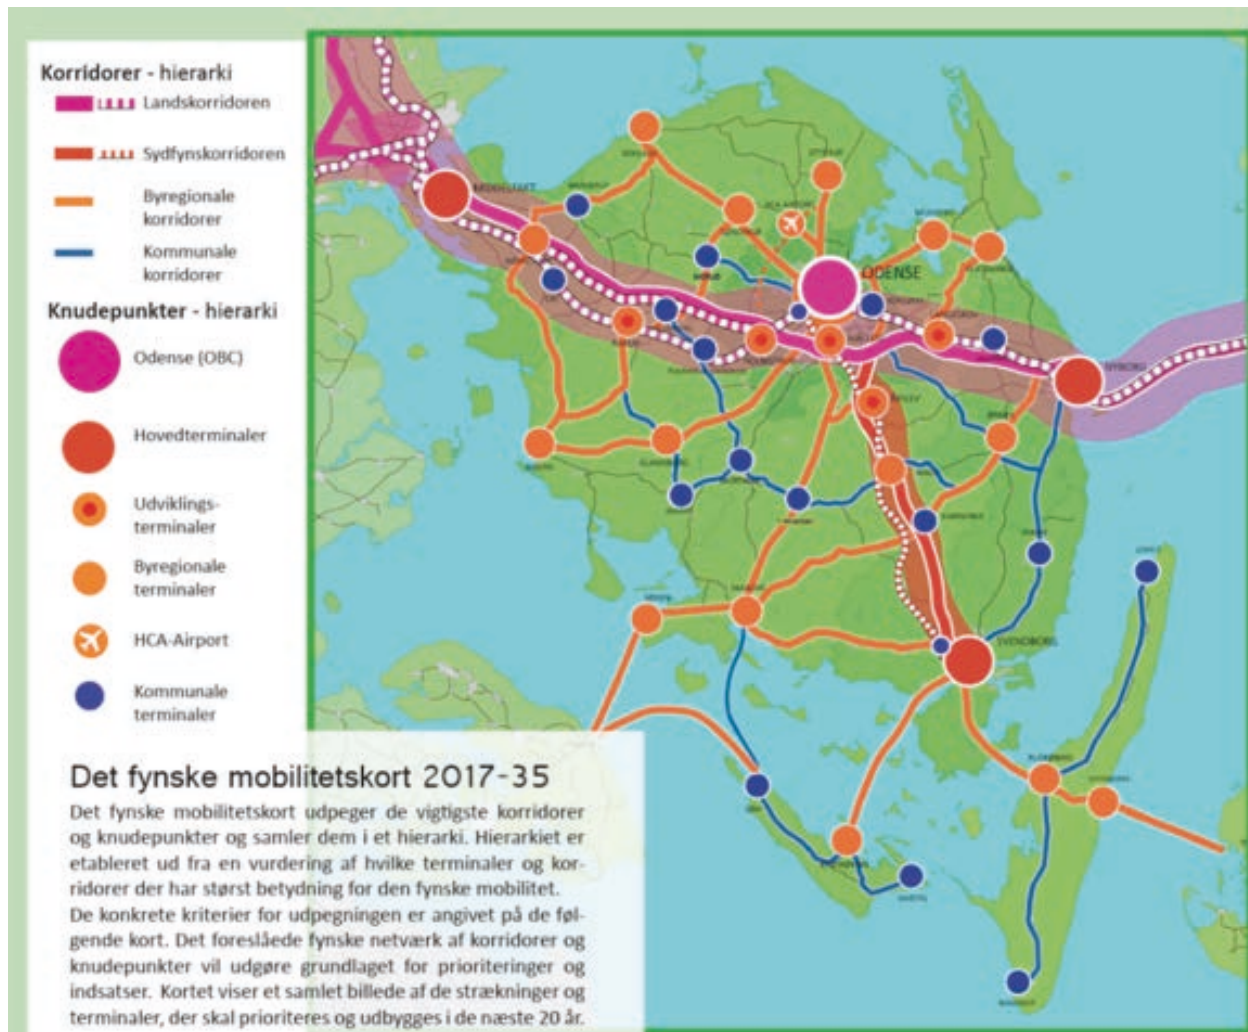 Korridorer - hierarki
Landskorridoren
Sydfynskorridoren
Byregionale
korridorer
Kommunale
korridorer
Knudepunkter - hierarki
Odense (OBC)
Hovedterminaler
Udviklings-
terminaler
Byregionale
terminaler
HCA-Airport
Kommunale
terminaler
MIDDELFART
ODENSE
NYBORG
SVENDBORG
Det fynske mobilitetskort 2017-35
Det fynske mobilitetskort udpeger de vigtigste korridorer
og knudepunkter og samler dem i et hierarki. Hierarkiet er
etableret ud fra en vurdering af hvilke terminaler og kor-
ridorer der har størst betydning for den fynske mobilitet.
De konkrete kriterier for udpegningen er angivet på de føl-
gende kort. Det foreslåede fynske netværk af korridorer og
knudepunkter vil udgøre grundlaget for prioriteringer og
indsatser. Kortet viser et samlet billede af de strækninger og
terminaler, der skal prioriteres og udbygges i de næste 20 år.